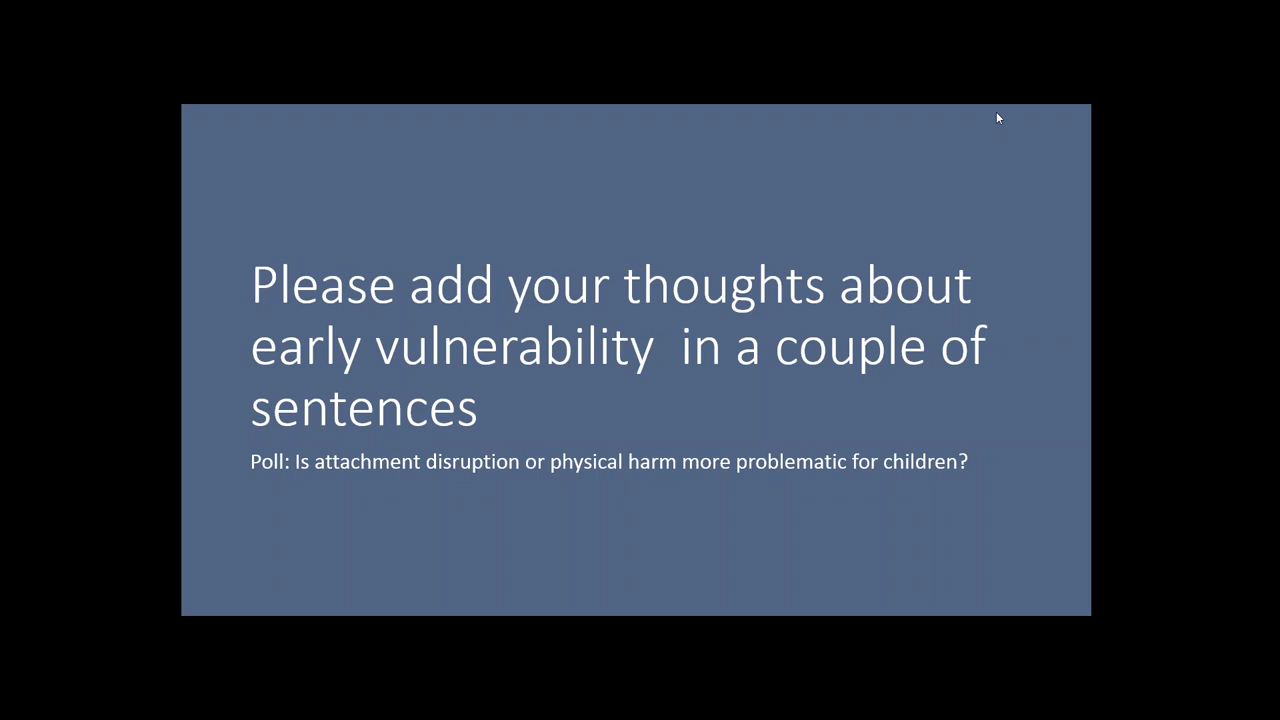 Please add your thoughts about
early vulnerability  in a couple of
sentences
Poll: Is attachment disruption or physical harm more problematic for children?